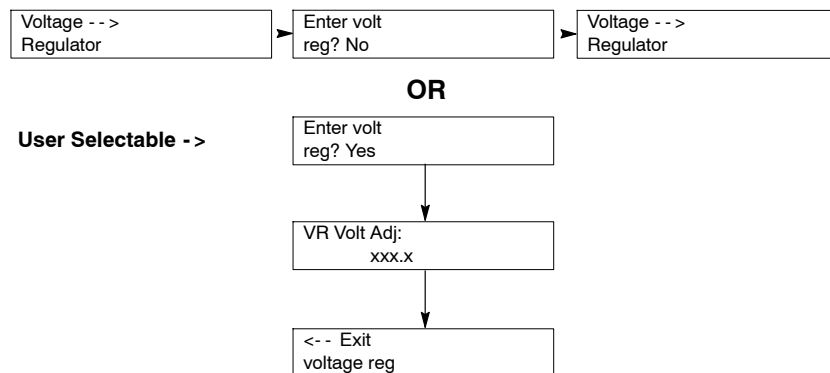 Voltage - - >
Regulator
Enter volt
reg? No
Voltage - - >
Regulator
OR
User Selectable - >
Enter volt
reg? Yes
VR Volt Adj:
xxx.x
<- - Exit
voltage reg